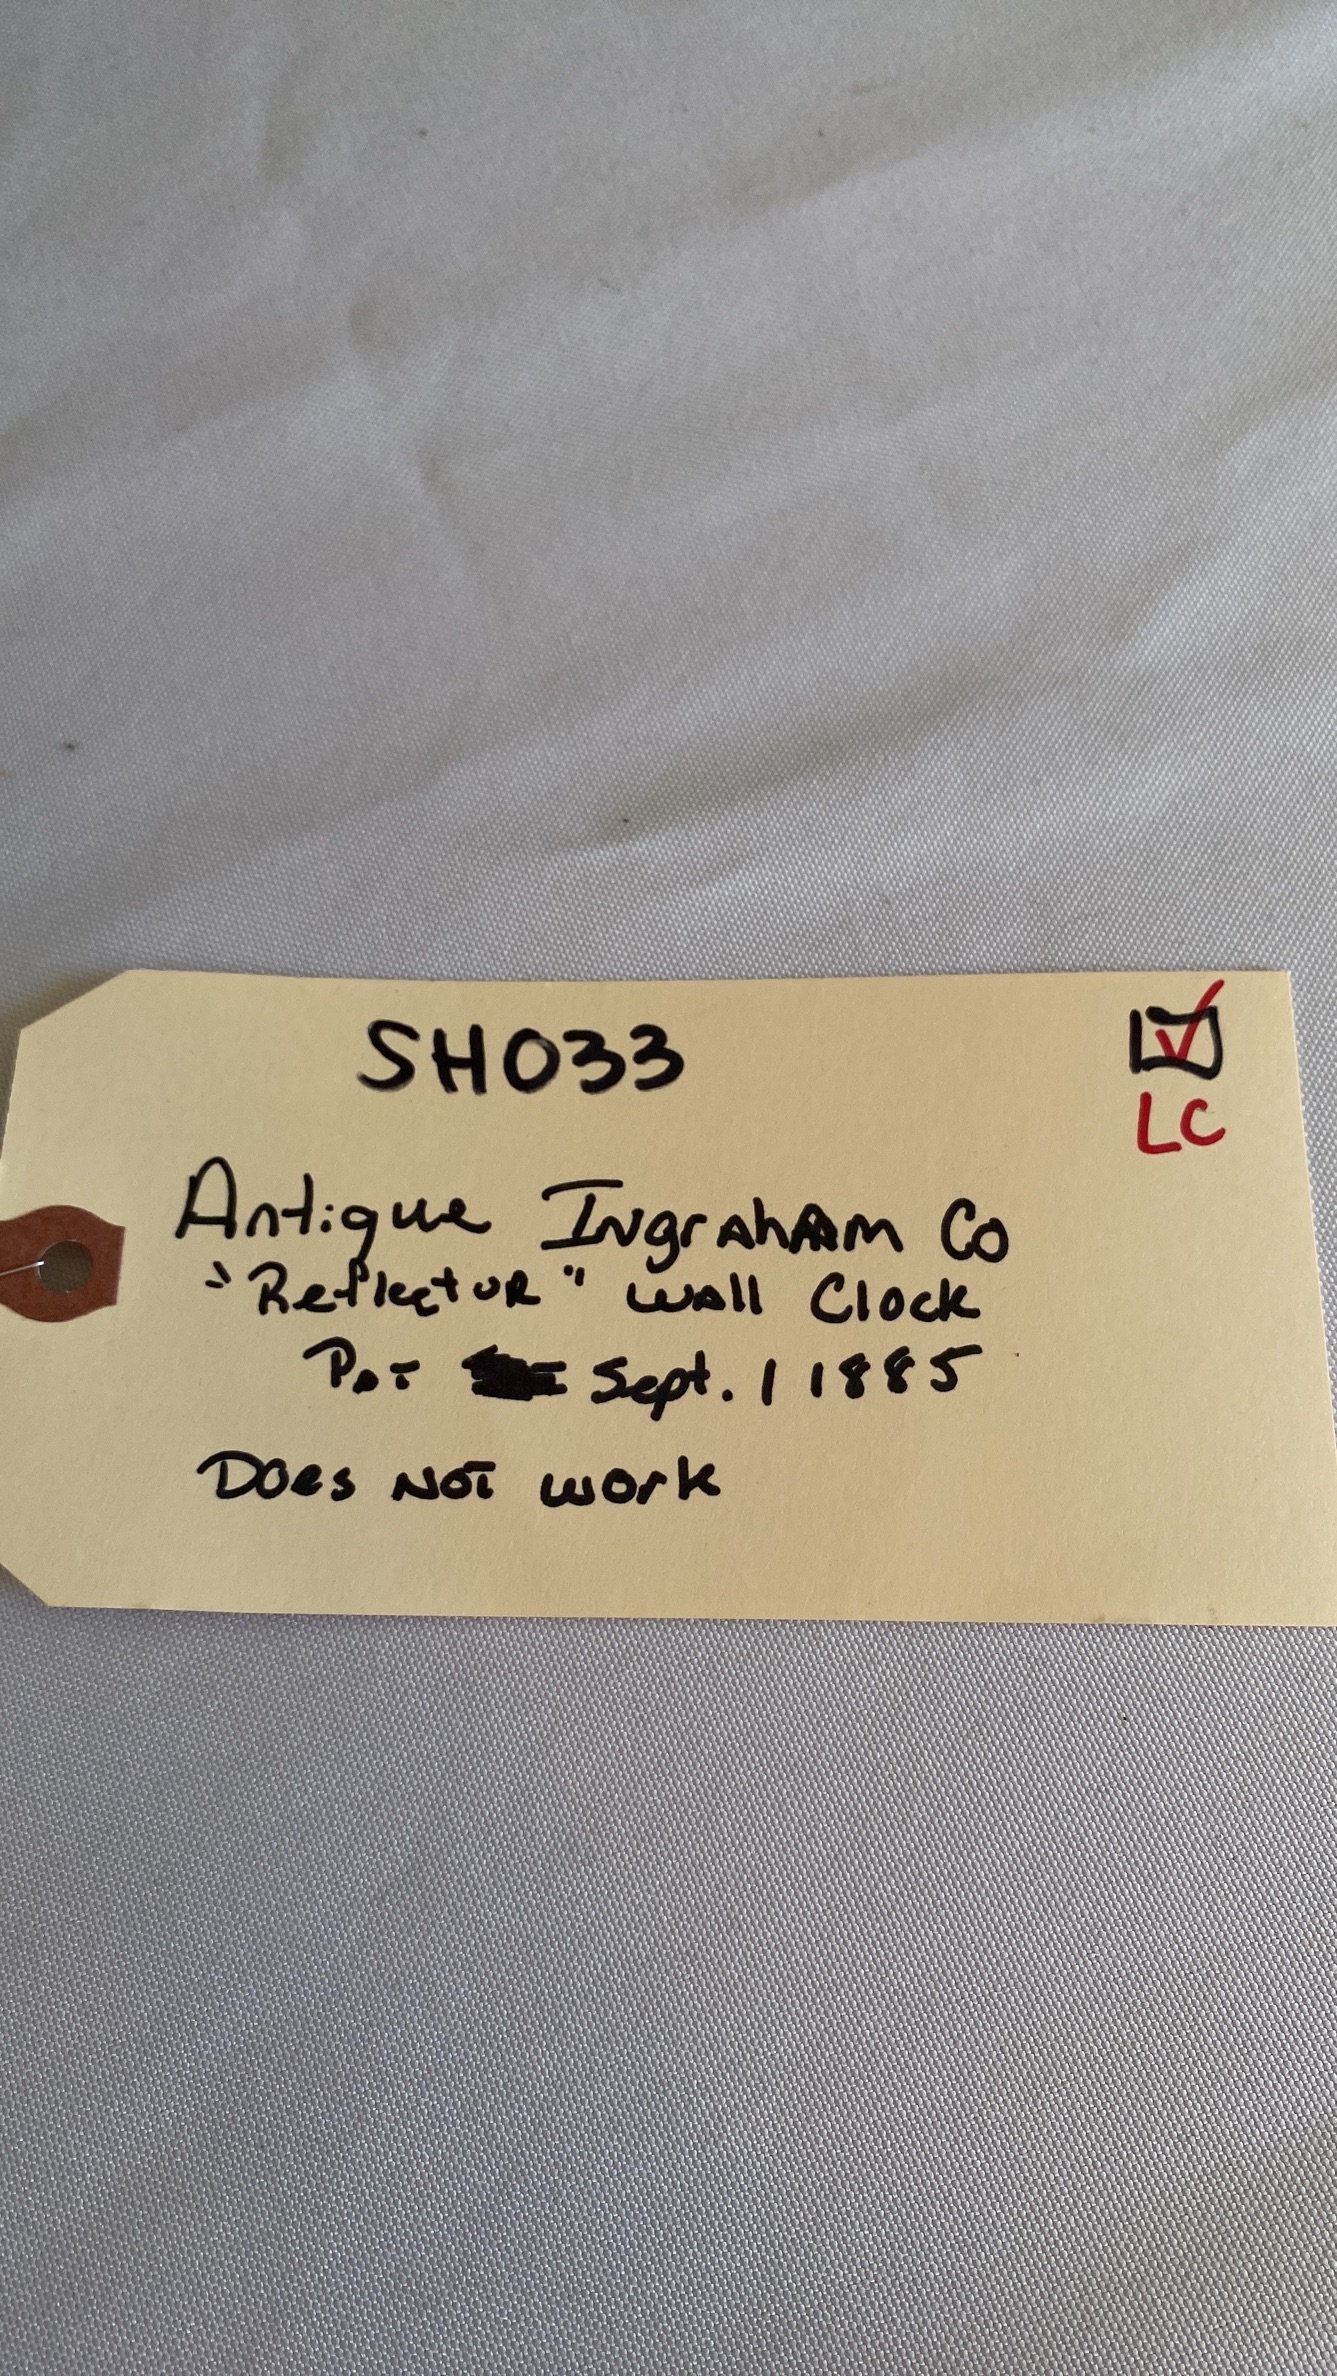 SH033
✓
LC
Antique Ingraham Co
"Reflector" Wall Clock
Pat Sept. 1 1885
Does Not work